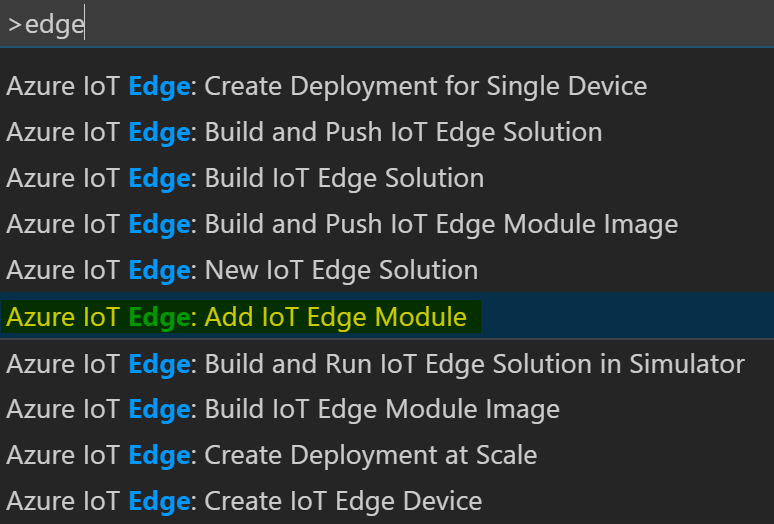 >edge
Azure IoT Edge: Create Deployment for Single Device
Azure IoT Edge: Build and Push IoT Edge Solution
Azure IoT Edge: Build IoT Edge Solution
Azure IoT Edge: Build and Push IoT Edge Module Image
Azure IoT Edge: New IoT Edge Solution
Azure IoT Edge: Add IoT Edge Module
Azure IoT Edge: Build and Run IoT Edge Solution in Simulator
Azure IoT Edge: Build IoT Edge Module Image
Azure IoT Edge: Create Deployment at Scale
Azure IoT Edge: Create IoT Edge Device